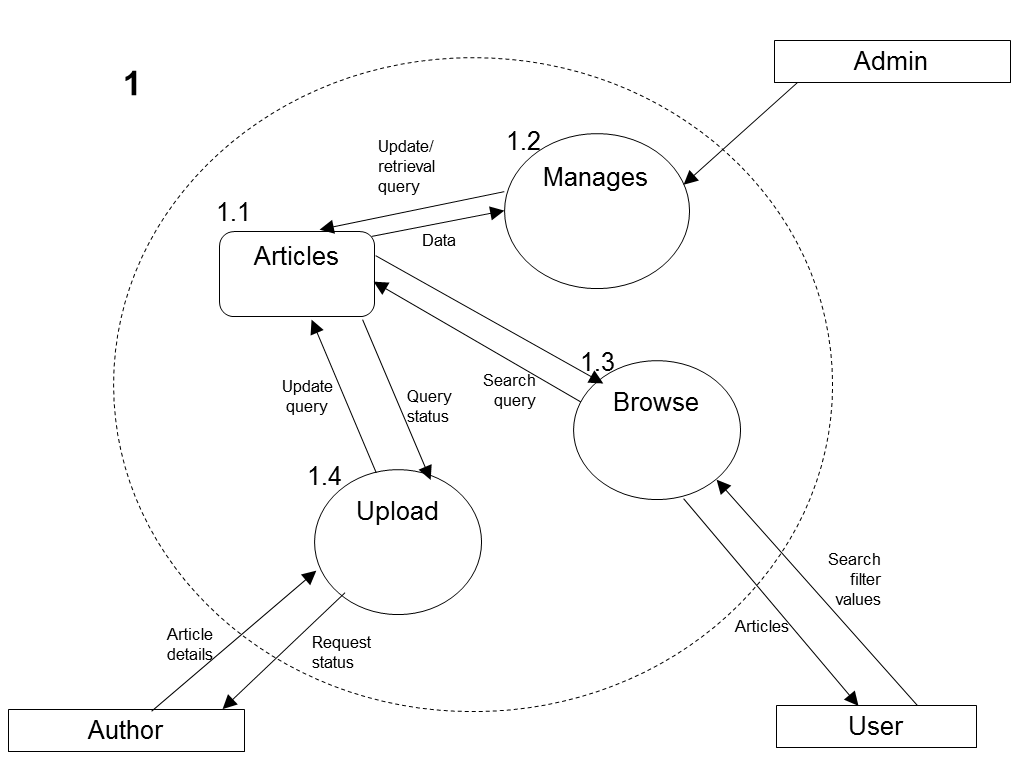 Admin
1
1.2
Update/
retrieval
query
Manages
1.1
Data
Articles
1.3
Search
query
Browse
Update
query
Query
status
1.4
Upload
Search
filter
values
Article
details
Request
status
Articles
Author
User